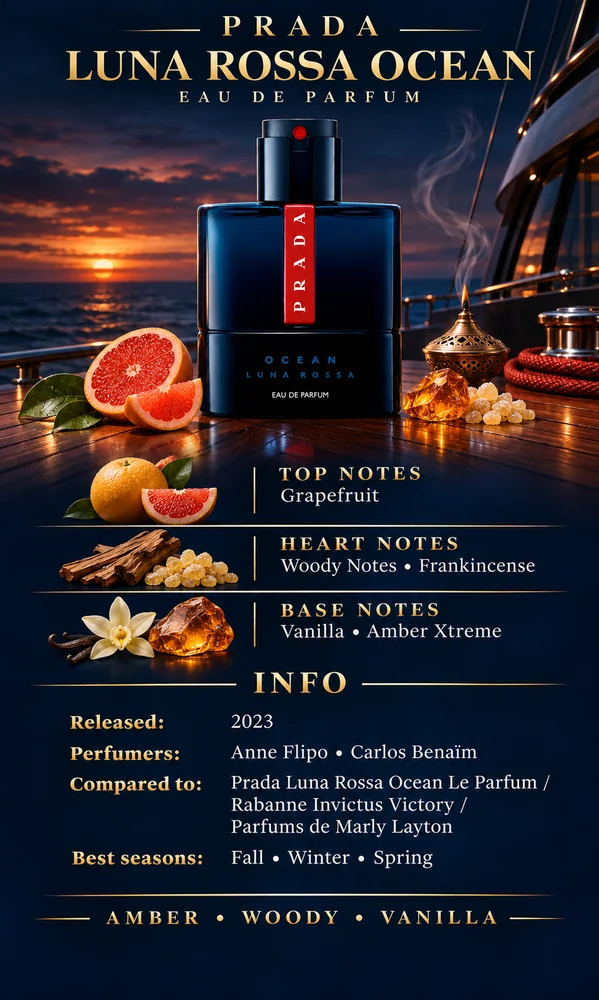 PRADA
LUNA ROSSA OCEAN
EAU DE PARFUM
PRADA
OCEAN
LUNA ROSSA
EAU DE PARFUM
TOP NOTES
Grapefruit
HEART NOTES
Woody Notes • Frankincense
BASE NOTES
Vanilla • Amber Xtreme
INFO
Released: 2023
Perfumers: Anne Flipo • Carlos Benaïm
Compared to: Prada Luna Rossa Ocean Le Parfum /
Rabanne Invictus Victory /
Parfums de Marly Layton
Best seasons: Fall • Winter • Spring
AMBER • WOODY • VANILLA